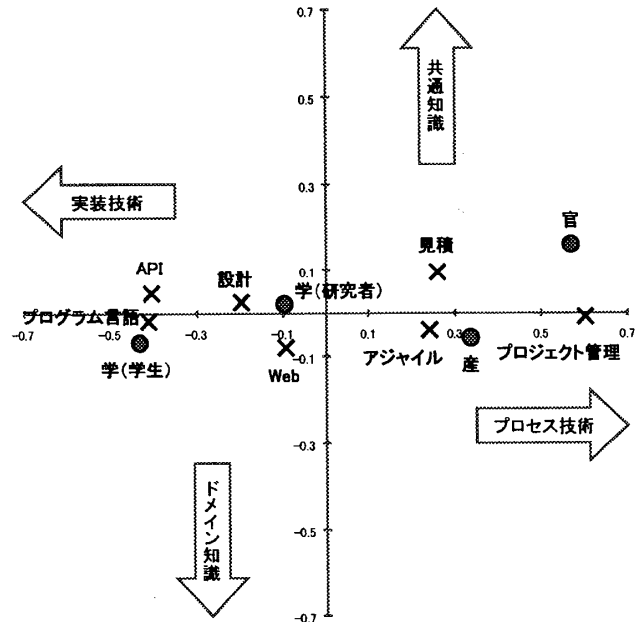 0.7
共通知識
0.5
0.3
実装技術
官
見積
API
設計
0.1
学(研究者)
プログラム言語
-0.7
-0.5
-0.3
-0.1
0.1
0.3
0.5
0.7
学(学生)
Web
-0.1
アジャイル
産
プロジェクト管理
プロセス技術
-0.3
ドメイン知識
-0.5
-0.7